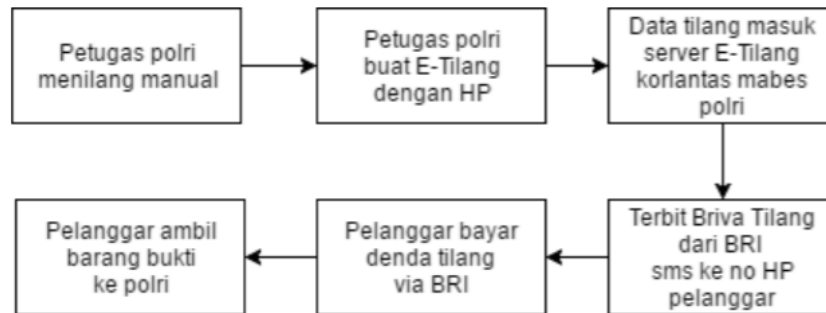 Petugas polri
menilang manual
Petugas polri
buat E-Tilang
dengan HP
Data tilang masuk
server E-Tilang
korlantas mabes
polri
Terbit Briva Tilang
dari BRI
sms ke no HP
pelanggar
Pelanggar bayar
denda tilang
via BRI
Pelanggar ambil
barang bukti
ke polri